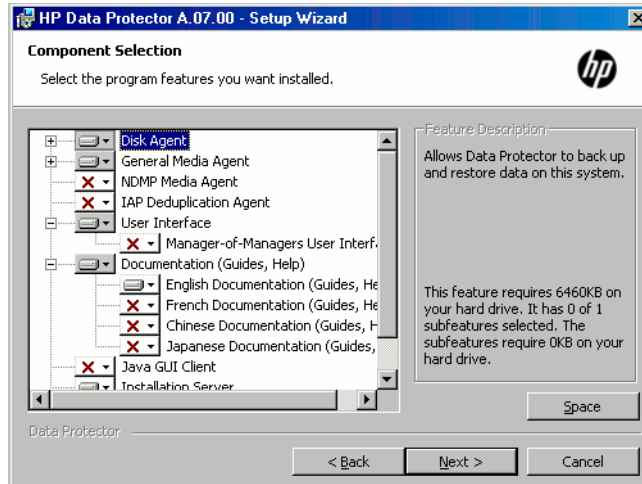 HP Data Protector A.07.00 - Setup Wizard
Component Selection
Select the program features you want installed.
hp
Disk Agent
General Media Agent
NDMP Media Agent
IAP Deduplication Agent
User Interface
Manager-of-Managers User Interf
Documentation (Guides, Help)
English Documentation (Guides, He
French Documentation (Guides, He
Chinese Documentation (Guides, H
Japanese Documentation (Guides,
Java GUI Client
Installation Server
Feature Description
Allows Data Protector to back up
and restore data on this system.
This feature requires 6460KB on
your hard drive. It has 0 of 1
subfeatures selected. The
subfeatures require 0KB on your
hard drive.
Space
Data Protector
< Back
Next >
Cancel